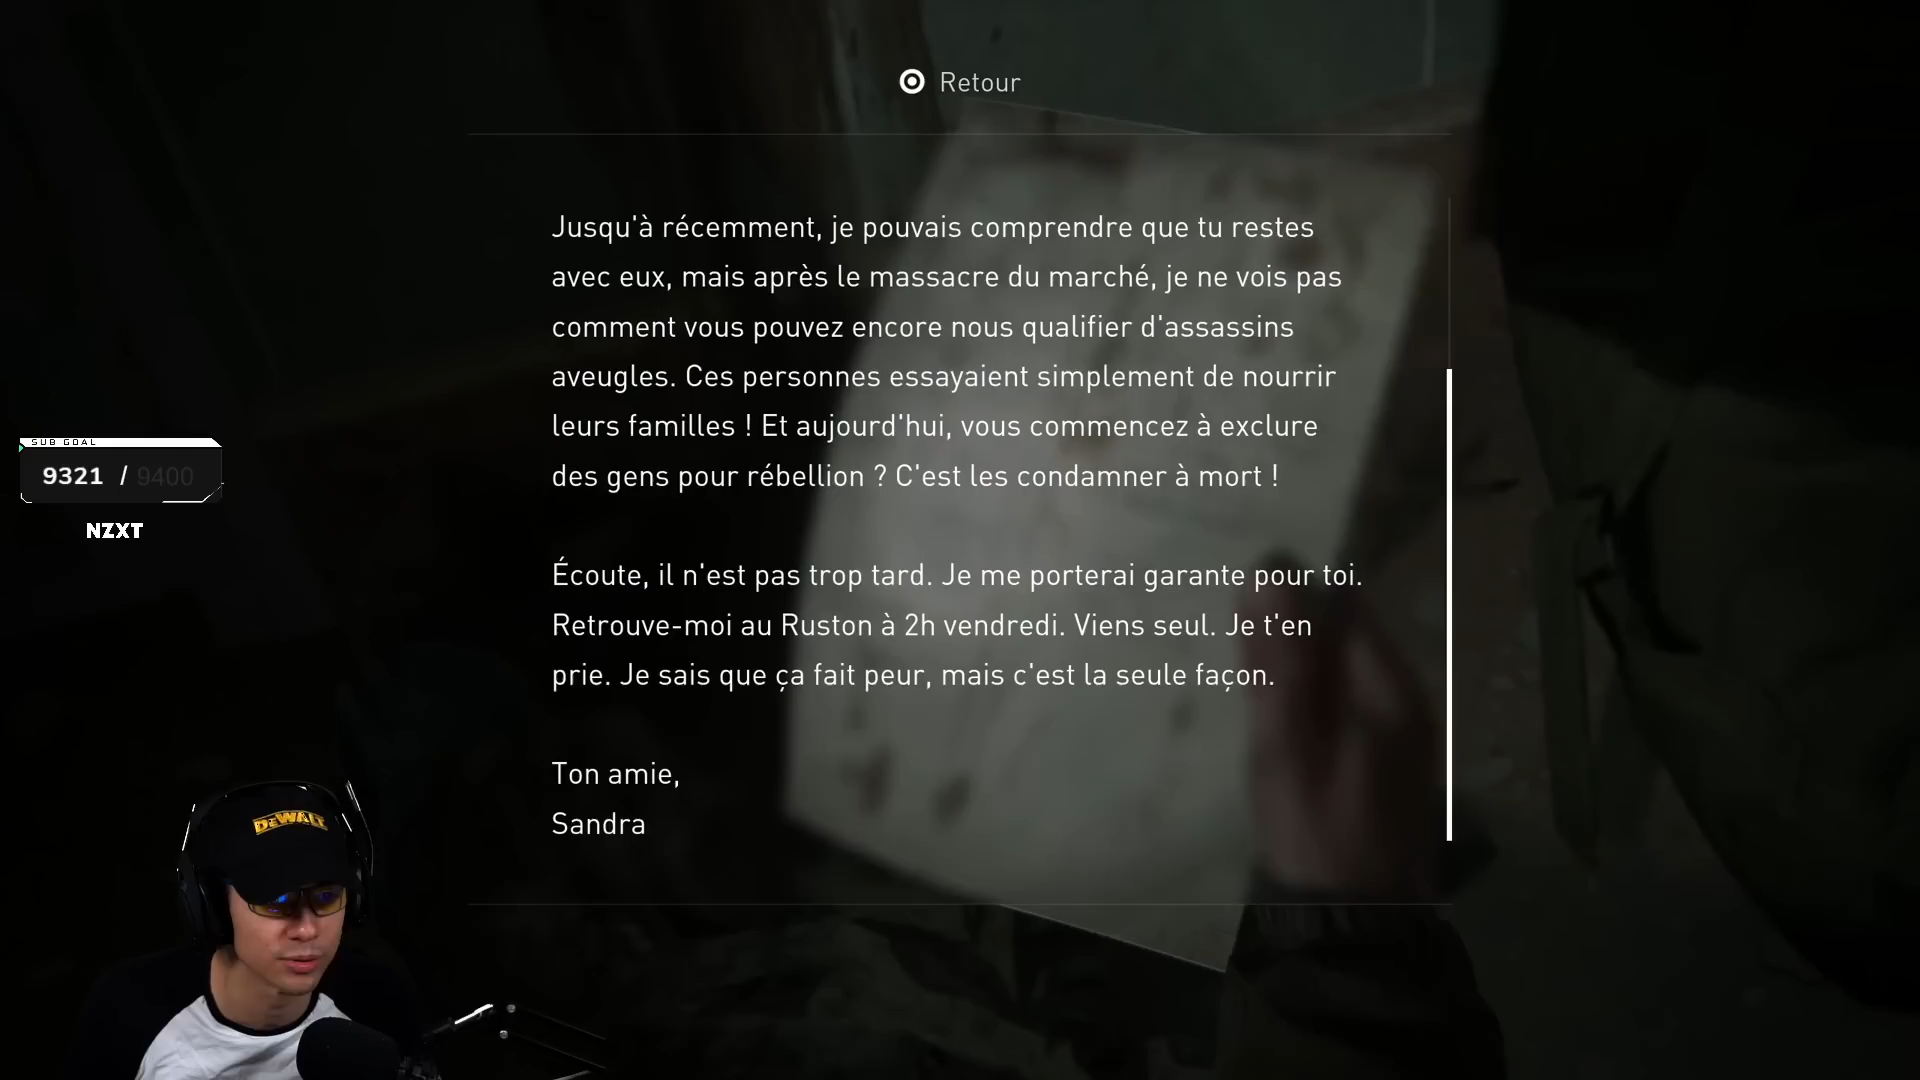 Retour
Jusqu'à récemment, je pouvais comprendre que tu restes
avec eux, mais après le massacre du marché, je ne vois pas
comment vous pouvez encore nous qualifier d'assassins
aveugles. Ces personnes essayaient simplement de nourrir
leurs familles ! Et aujourd'hui, vous commencez à exclure
des gens pour rébellion ? C'est les condamner à mort !
Écoute, il n'est pas trop tard. Je me porterai garante pour toi.
Retrouve-moi au Ruston à 2h vendredi. Viens seul. Je t'en
prie. Je sais que ça fait peur, mais c'est la seule façon.
Ton amie,
Sandra
SUB GOAL
9321 / 9400
NZXT
DEWALT